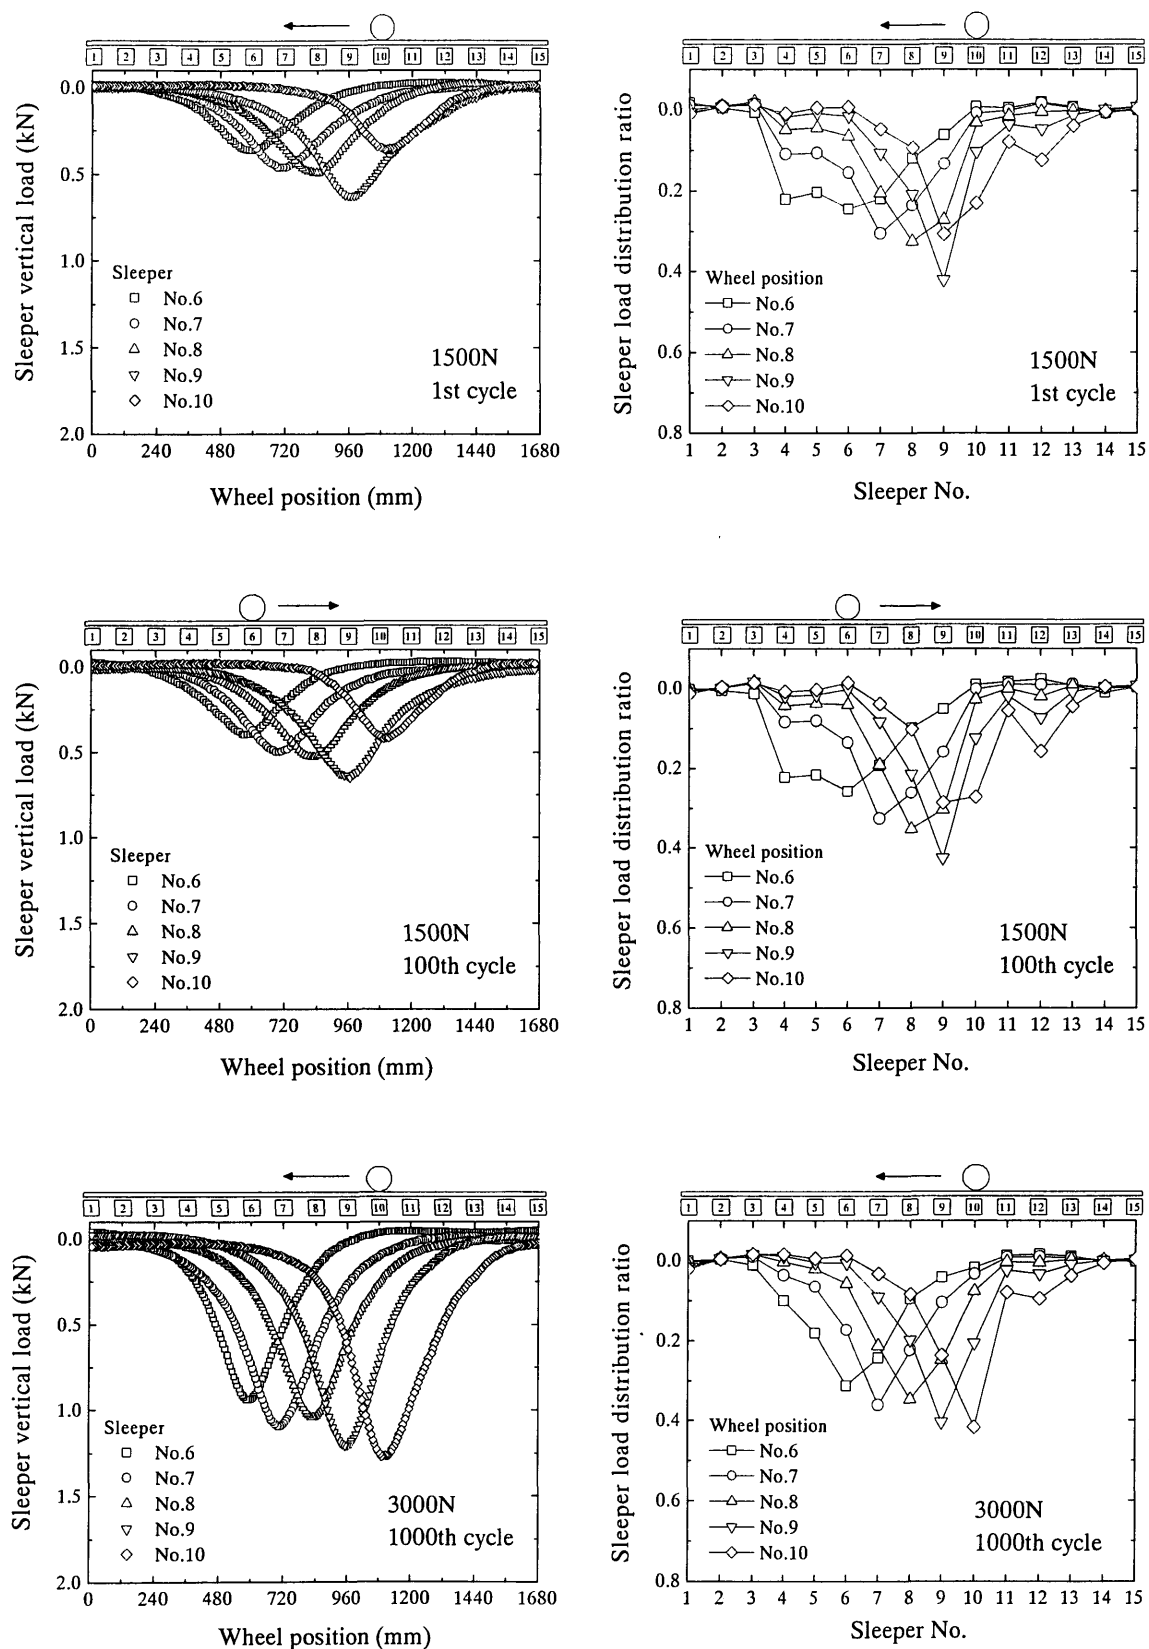 1 2 3 4 5 6 7 8 9 10 11 12 13 14 15
0.0
0.5
1.0
1.5
2.0
Sleeper vertical load (kN)
Sleeper
No.6
No.7
No.8
No.9
No.10
1500N
1st cycle
0 240 480 720 960 1200 1440 1680
Wheel position (mm)
1 2 3 4 5 6 7 8 9 10 11 12 13 14 15
0.0
0.2
0.4
0.6
0.8
Sleeper load distribution ratio
Wheel position
No.6
No.7
No.8
No.9
No.10
1500N
1st cycle
1 2 3 4 5 6 7 8 9 10 11 12 13 14 15
Sleeper No.
1 2 3 4 5 6 7 8 9 10 11 12 13 14 15
0.0
0.5
1.0
1.5
2.0
Sleeper vertical load (kN)
Sleeper
No.6
No.7
No.8
No.9
No.10
1500N
100th cycle
0 240 480 720 960 1200 1440 1680
Wheel position (mm)
1 2 3 4 5 6 7 8 9 10 11 12 13 14 15
0.0
0.2
0.4
0.6
0.8
Sleeper load distribution ratio
Wheel position
No.6
No.7
No.8
No.9
No.10
1500N
100th cycle
1 2 3 4 5 6 7 8 9 10 11 12 13 14 15
Sleeper No.
1 2 3 4 5 6 7 8 9 10 11 12 13 14 15
0.0
0.5
1.0
1.5
2.0
Sleeper vertical load (kN)
Sleeper
No.6
No.7
No.8
No.9
No.10
3000N
1000th cycle
0 240 480 720 960 1200 1440 1680
Wheel position (mm)
1 2 3 4 5 6 7 8 9 10 11 12 13 14 15
0.0
0.2
0.4
0.6
0.8
Sleeper load distribution ratio
Wheel position
No.6
No.7
No.8
No.9
No.10
3000N
1000th cycle
1 2 3 4 5 6 7 8 9 10 11 12 13 14 15
Sleeper No.